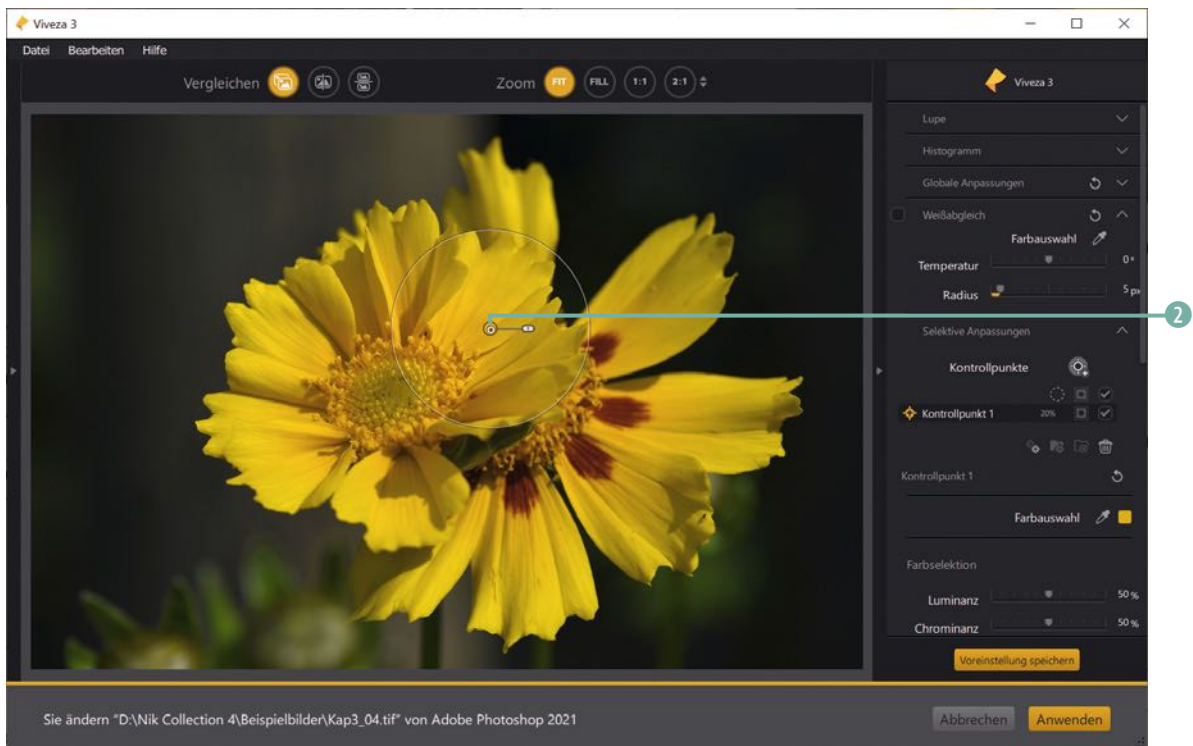 Viveza 3
Datei Bearbeiten Hilfe
Vergleichen Zoom FIT FILL 1:1 2:1
Viveza 3
Lupe
Histogramm
Globale Anpassungen
Weißabgleich
Farbauswahl
Temperatur 0°
Radius 5 px
Selektive Anpassungen
2
Kontrollpunkte
Kontrollpunkt 1 20%
Kontrollpunkt 1
Farbauswahl
Farbselektion
Luminanz 50 %
Chrominanz 50 %
Voreinstellung speichern
Sie ändern "D:\Nik Collection 4\Beispielbilder\Kap3_04.tif" von Adobe Photoshop 2021
Abbrechen Anwenden